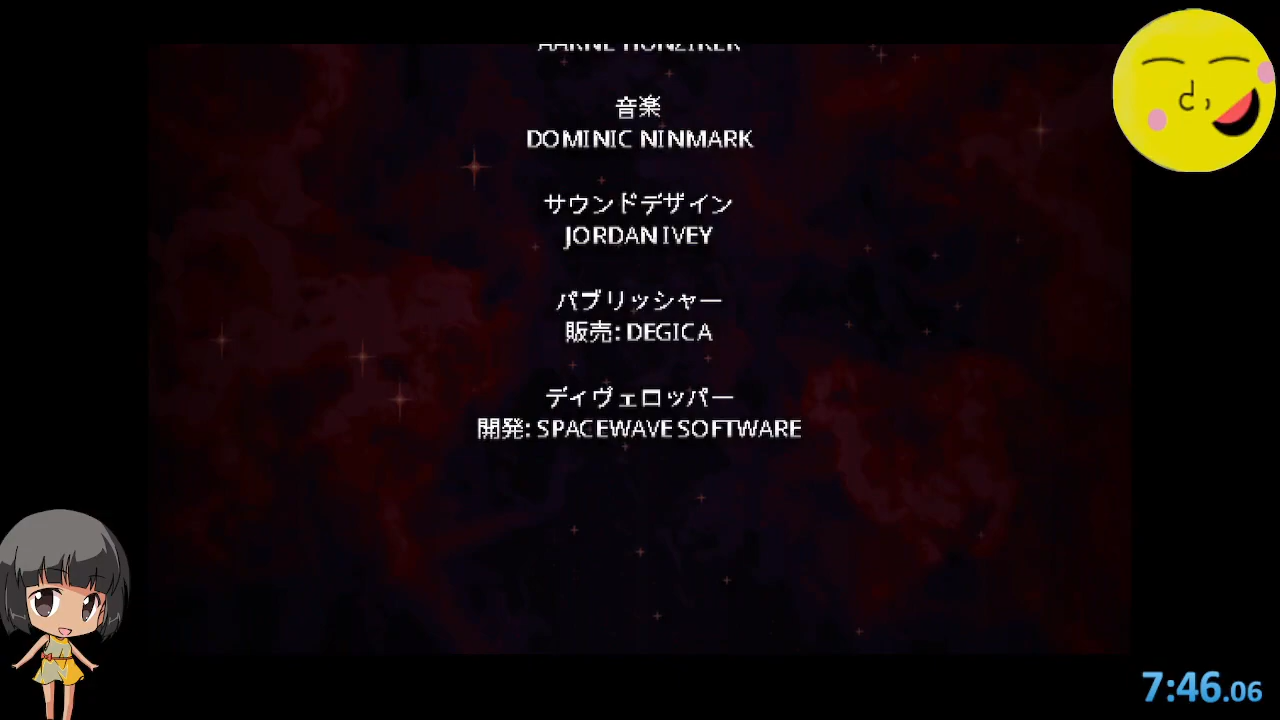 AARNE HUNZIKER
音楽
DOMINIC NINMARK
サウンドデザイン
JORDAN IVEY
パブリッシャー
販売: DEGICA
ディヴェロッパー
開発: SPACEWAVE SOFTWARE
7:46.06